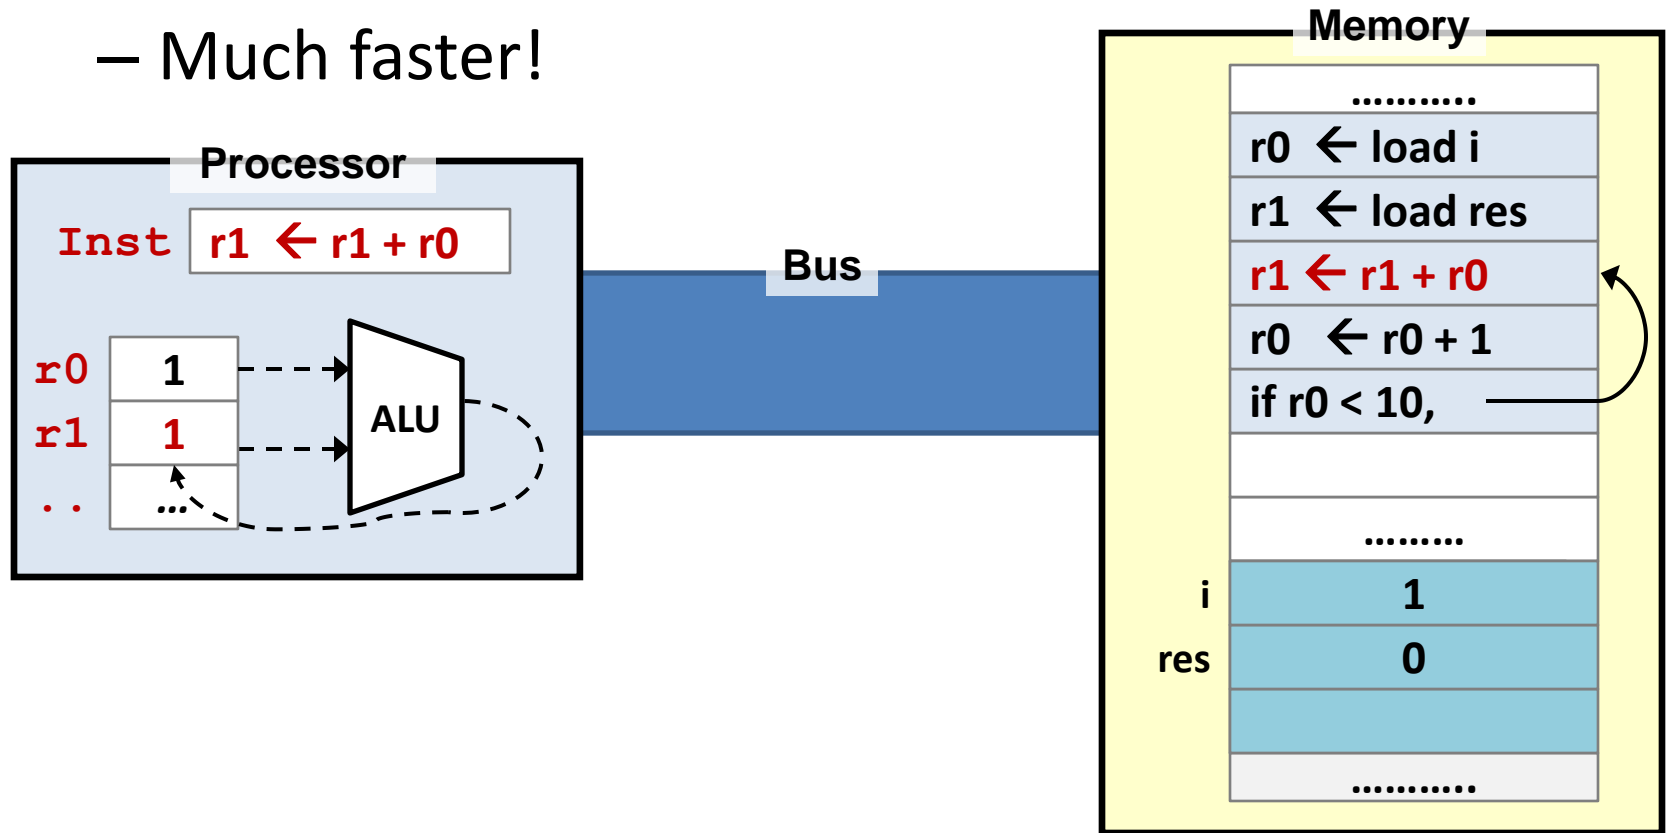 – Much faster!
Processor
Inst r1 ← r1 + r0
r0 1
r1 1
.. ...
ALU
Bus
Memory
………..
r0 ← load i
r1 ← load res
r1 ← r1 + r0
r0 ← r0 + 1
if r0 < 10,
………
i 1
res 0
………..